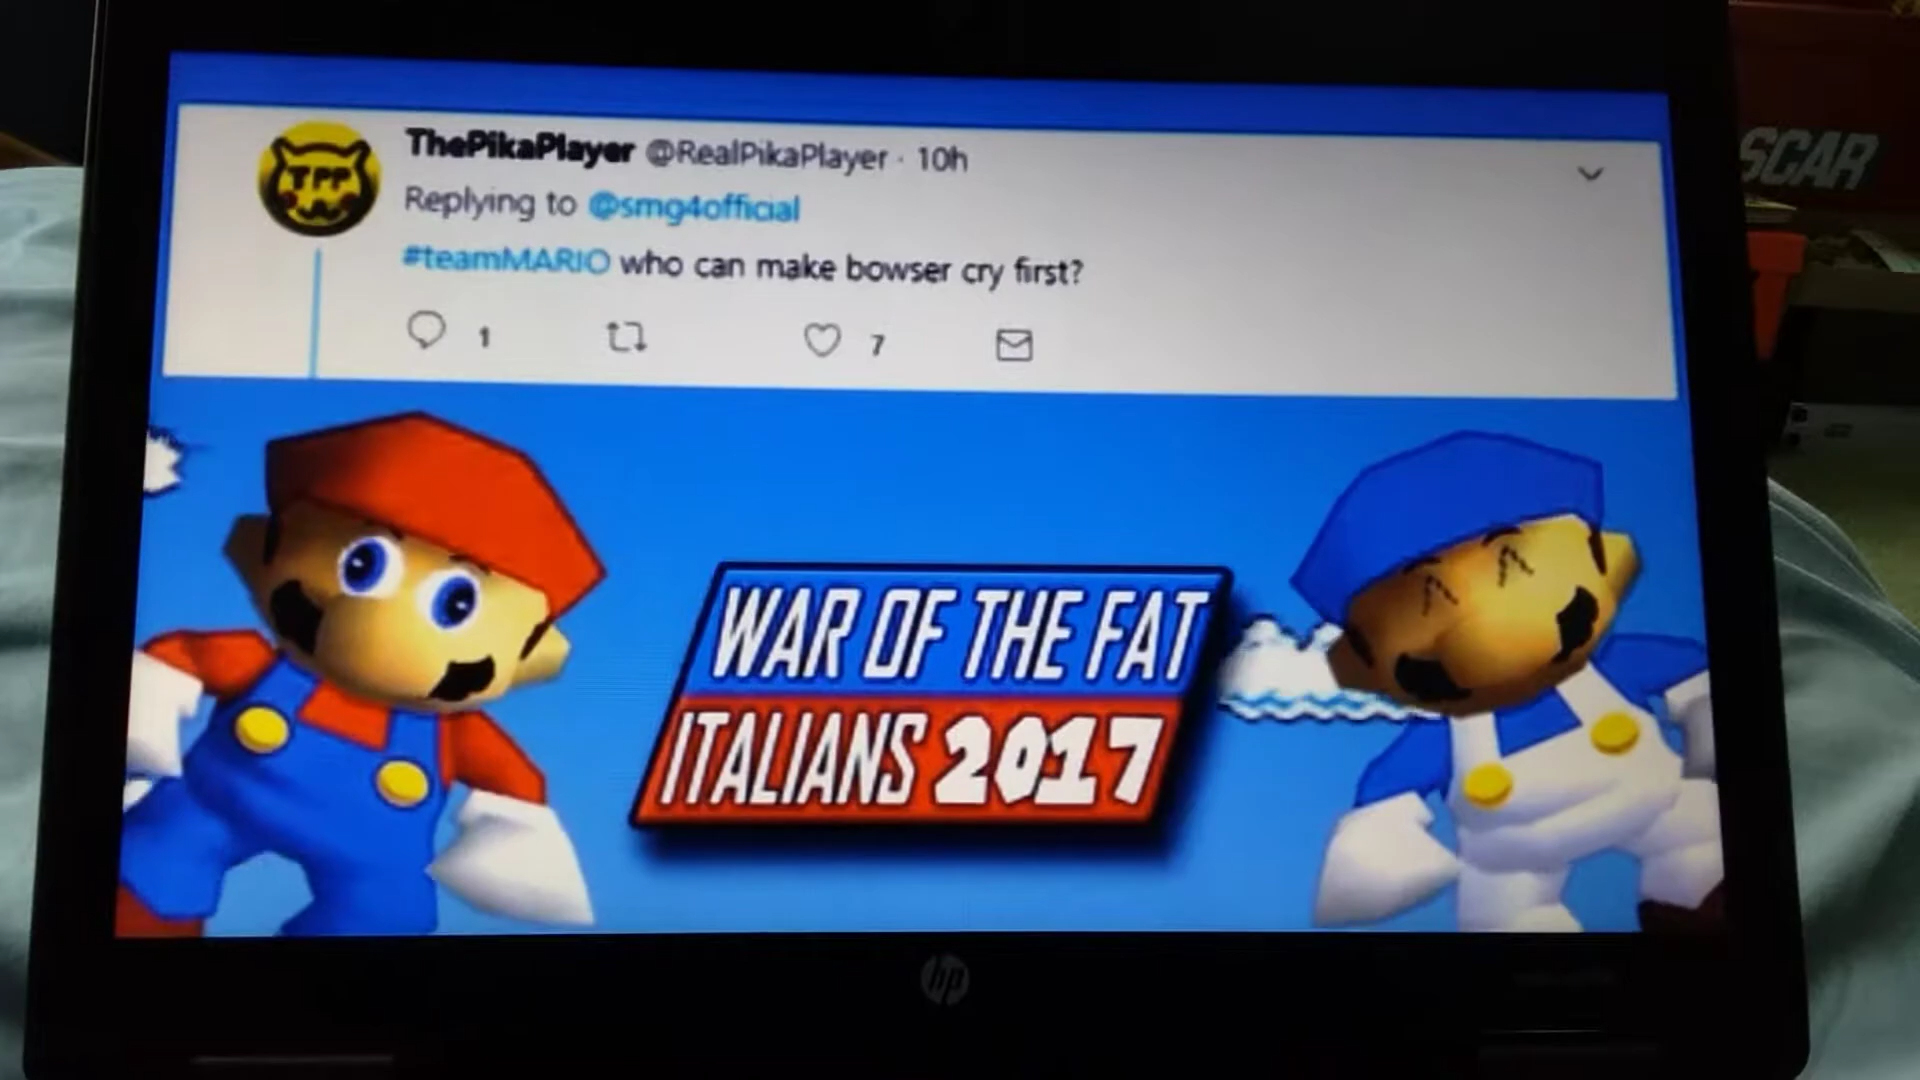 ThePikaPlayer @RealPikaPlayer · 10h
Replying to @smg4official
#teamMARIO who can make bowser cry first?
1 7
WAR OF THE FAT
ITALIANS 2017
TPP
SCAR
hp